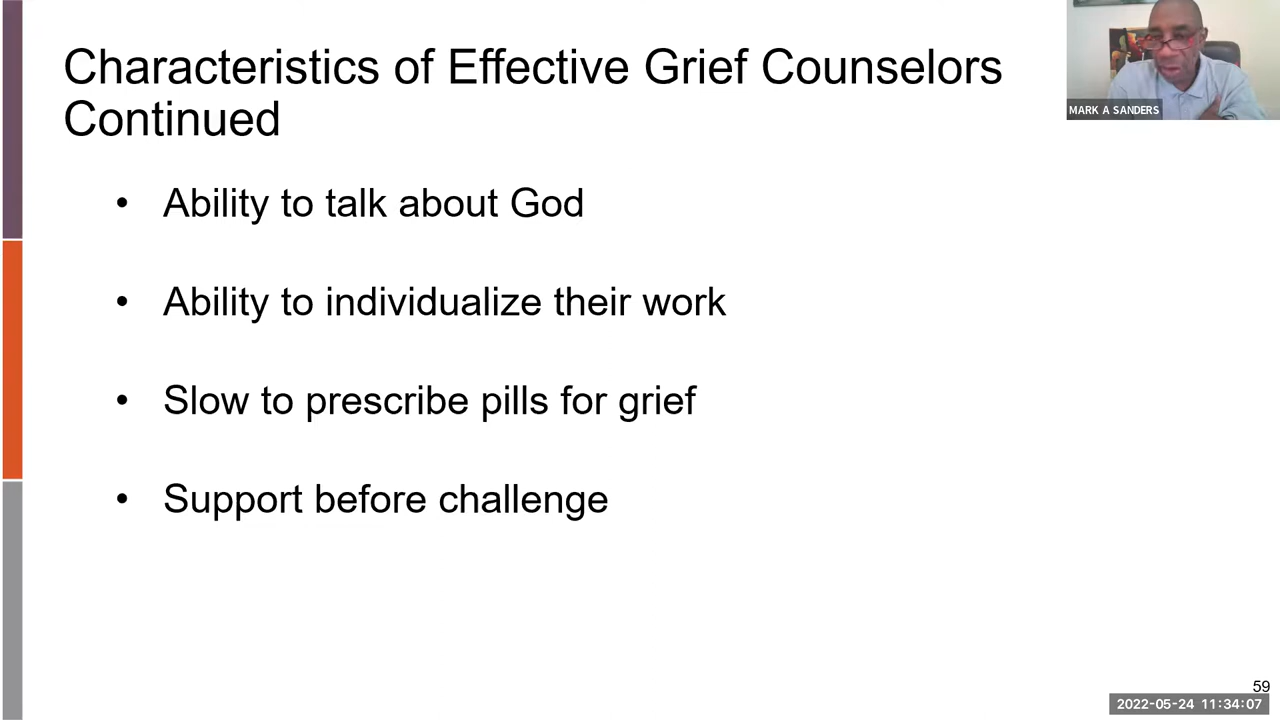 Characteristics of Effective Grief Counselors
Continued
MARK A SANDERS
• Ability to talk about God
• Ability to individualize their work
• Slow to prescribe pills for grief
• Support before challenge
59
2022-05-24 11:34:07